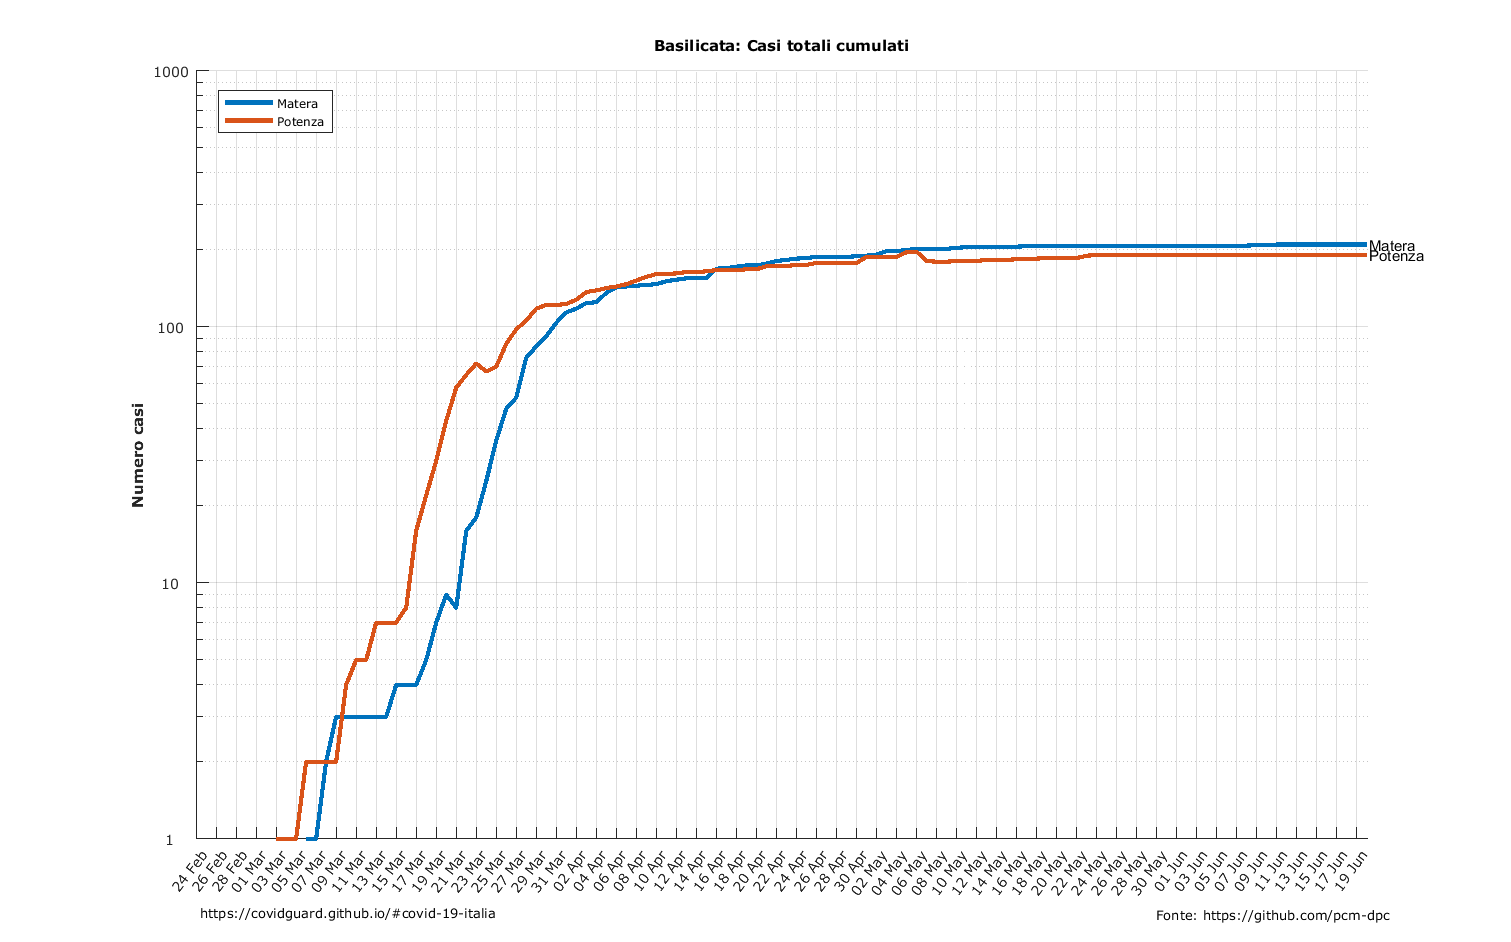 Basilicata: Casi totali cumulati
1000
100
10
1
Numero casi
Matera
Potenza
Matera
Potenza
24 Feb
26 Feb
28 Feb
01 Mar
03 Mar
05 Mar
07 Mar
09 Mar
11 Mar
13 Mar
15 Mar
17 Mar
19 Mar
21 Mar
23 Mar
25 Mar
27 Mar
29 Mar
31 Mar
02 Apr
04 Apr
06 Apr
08 Apr
10 Apr
12 Apr
14 Apr
16 Apr
18 Apr
20 Apr
22 Apr
24 Apr
26 Apr
28 Apr
30 Apr
02 May
04 May
06 May
08 May
10 May
12 May
14 May
16 May
18 May
20 May
22 May
24 May
26 May
28 May
30 May
01 Jun
03 Jun
05 Jun
07 Jun
09 Jun
11 Jun
13 Jun
15 Jun
17 Jun
19 Jun
https://covidguard.github.io/#covid-19-italia
Fonte: https://github.com/pcm-dpc